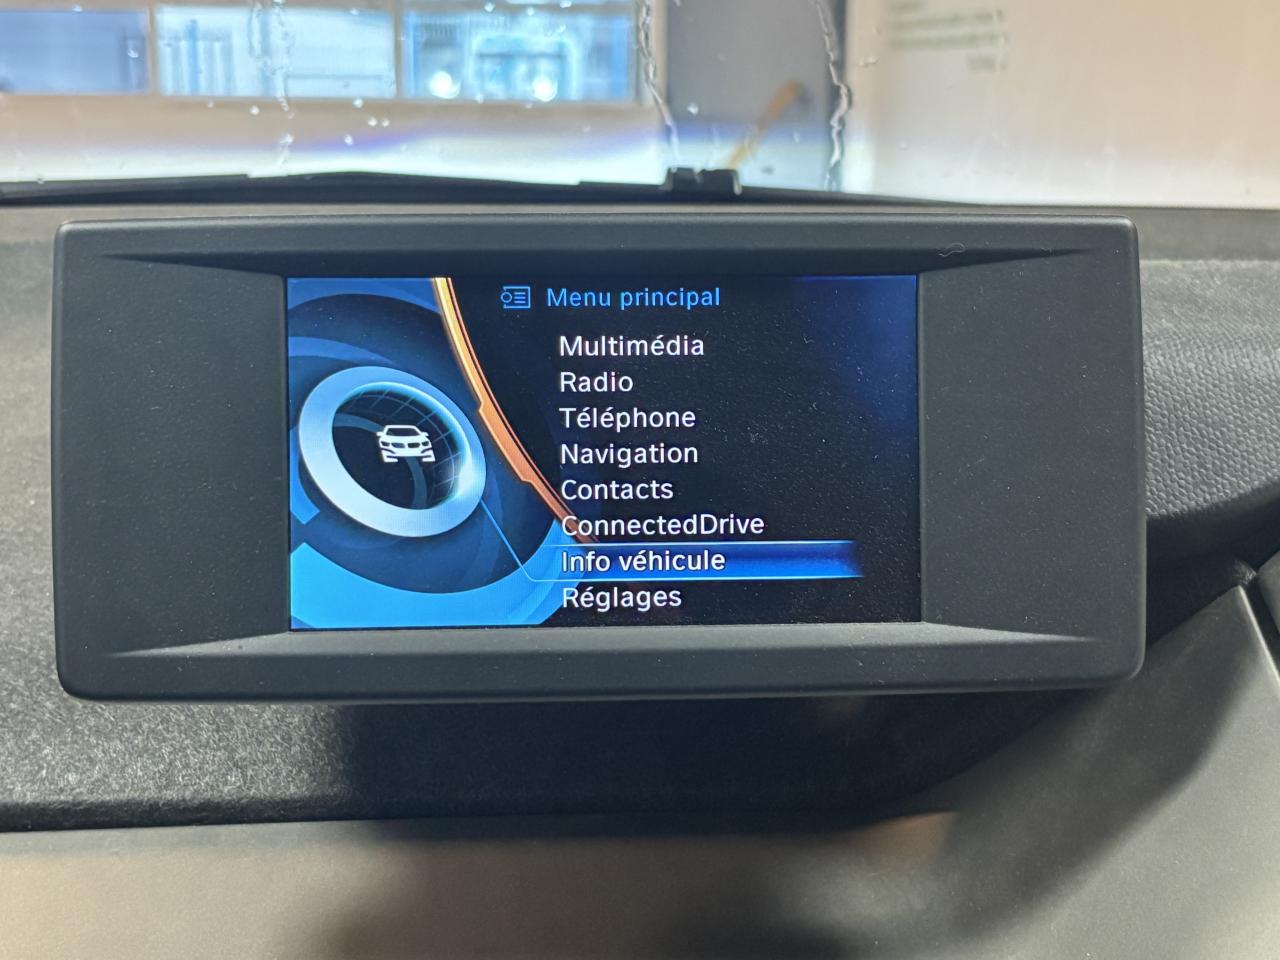 Menu principal
Multimédia
Radio
Téléphone
Navigation
Contacts
ConnectedDrive
Info véhicule
Réglages